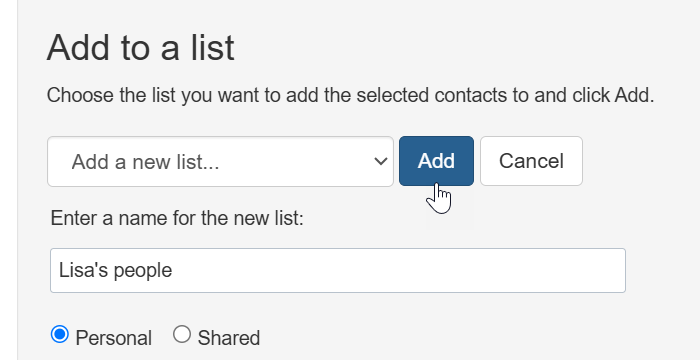 Add to a list
Choose the list you want to add the selected contacts to and click Add.
Add a new list... Add Cancel
Enter a name for the new list:
Lisa's people
Personal Shared